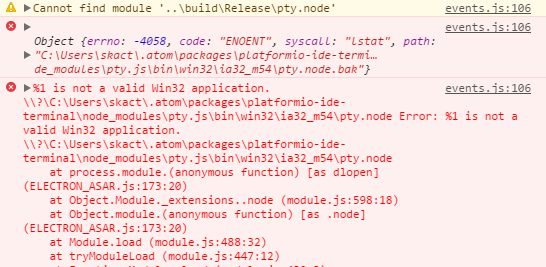 Cannot find module '..\build\Release\pty.node' events.js:106
events.js:106
Object {errno: -4058, code: "ENOENT", syscall: "lstat", path:
"C:\Users\skact\.atom\packages\platformio-ide-termi…
de_modules\pty.js\bin\win32\ia32_m54\pty.node.bak"}
%1 is not a valid Win32 application. events.js:106
\\?\C:\Users\skact\.atom\packages\platformio-ide-
terminal\node_modules\pty.js\bin\win32\ia32_m54\pty.node Error: %1 is not a
valid Win32 application.
\\?\C:\Users\skact\.atom\packages\platformio-ide-
terminal\node_modules\pty.js\bin\win32\ia32_m54\pty.node
at process.module.(anonymous function) [as dlopen]
(ELECTRON_ASAR.js:173:20)
at Object.Module._extensions..node (module.js:598:18)
at Object.module.(anonymous function) [as .node]
(ELECTRON_ASAR.js:173:20)
at Module.load (module.js:488:32)
at tryModuleLoad (module.js:447:12)